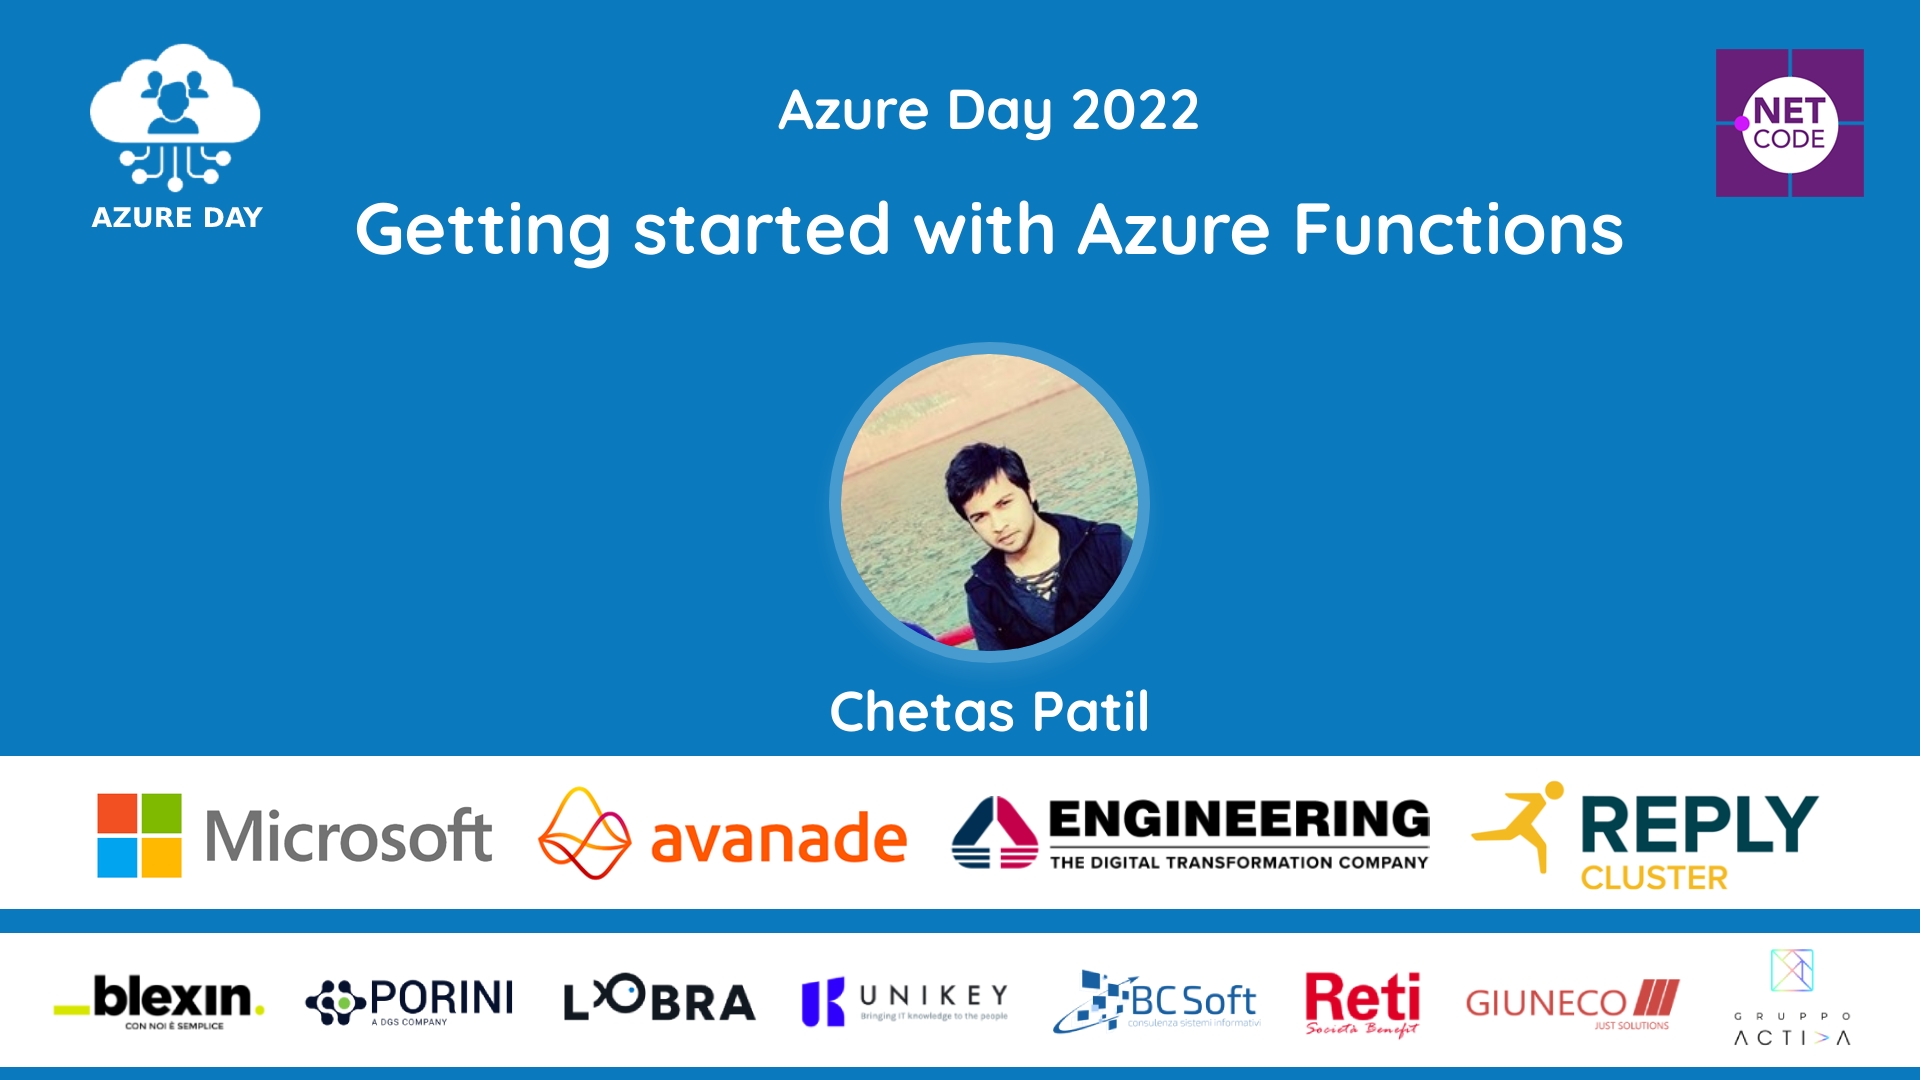 AZURE DAY
Azure Day 2022
NET
CODE
Getting started with Azure Functions
Chetas Patil
Microsoft
avanade
ENGINEERING
THE DIGITAL TRANSFORMATION COMPANY
REPLY
CLUSTER
blexin.
CON NOI È SEMPLICE
PORINI
A DGS COMPANY
LOBRA
UNIKEY
Bringing IT knowledge to the people
BC Soft
consulenza sistemi informativi
Reti
Società Benefit
GIUNECO
JUST SOLUTIONS
GRUPPO
ACTIVA